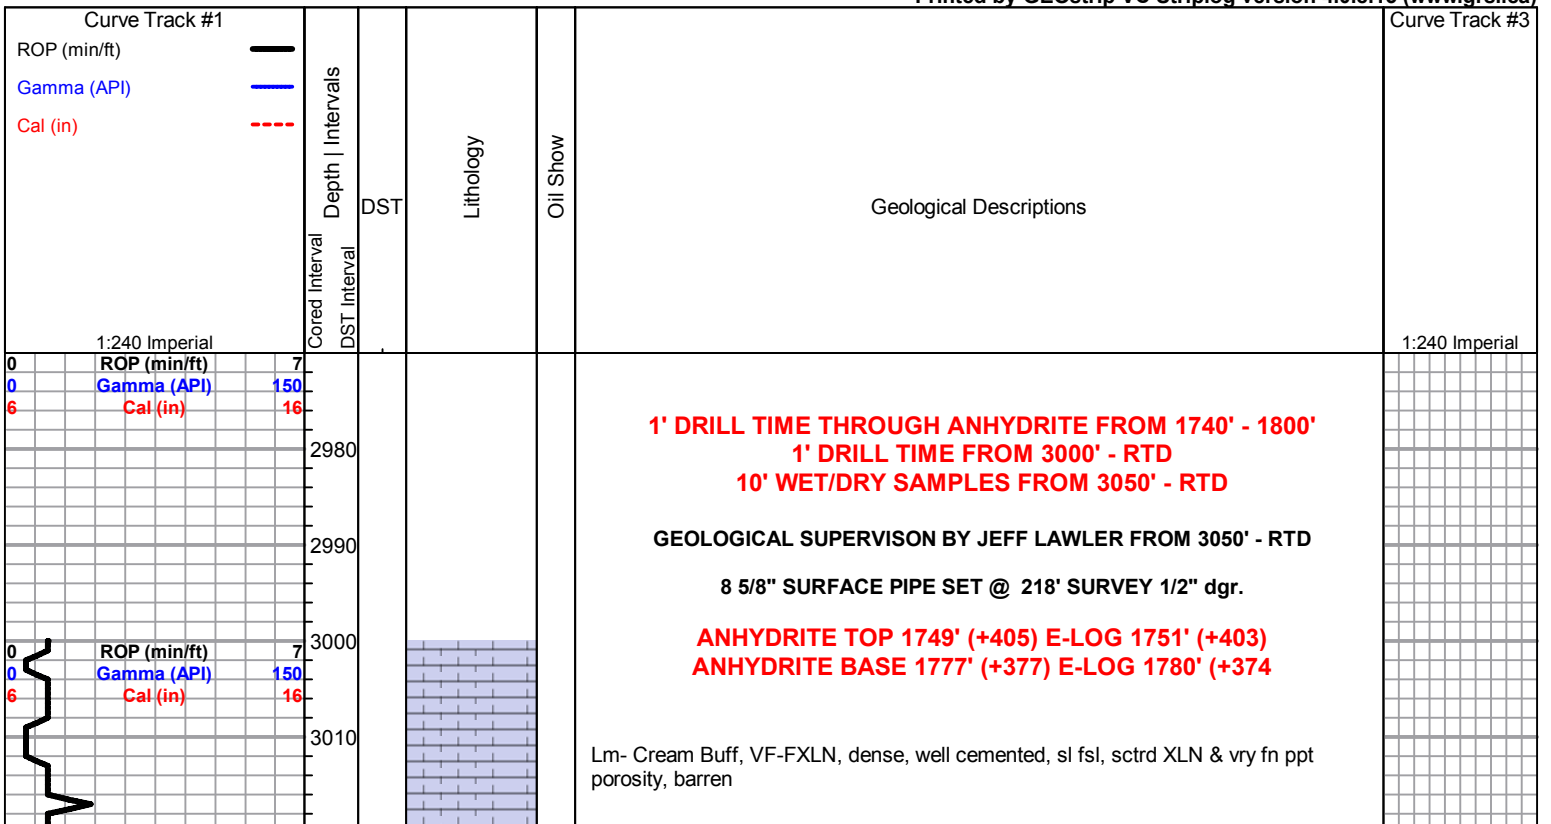 Curve Track #1
ROP (min/ft)
Gamma (API)
Cal (in)
1:240 Imperial
Depth | Intervals
Cored Interval
DST Interval
DST
Lithology
Oil Show
Geological Descriptions
Curve Track #3
1:240 Imperial
0 ROP (min/ft) 7
0 Gamma (API) 150
6 Cal (in) 16
2980
2990
3000
3010
1' DRILL TIME THROUGH ANHYDRITE FROM 1740' - 1800'
1' DRILL TIME FROM 3000' - RTD
10' WET/DRY SAMPLES FROM 3050' - RTD
GEOLOGICAL SUPERVISON BY JEFF LAWLER FROM 3050' - RTD
8 5/8" SURFACE PIPE SET @ 218' SURVEY 1/2" dgr.
ANHYDRITE TOP 1749' (+405) E-LOG 1751' (+403)
ANHYDRITE BASE 1777' (+377) E-LOG 1780' (+374
0 ROP (min/ft) 7
0 Gamma (API) 150
6 Cal (in) 16
Lm- Cream Buff, VF-FXLN, dense, well cemented, sl fsl, sctrd XLN & vry fn ppt
porosity, barren